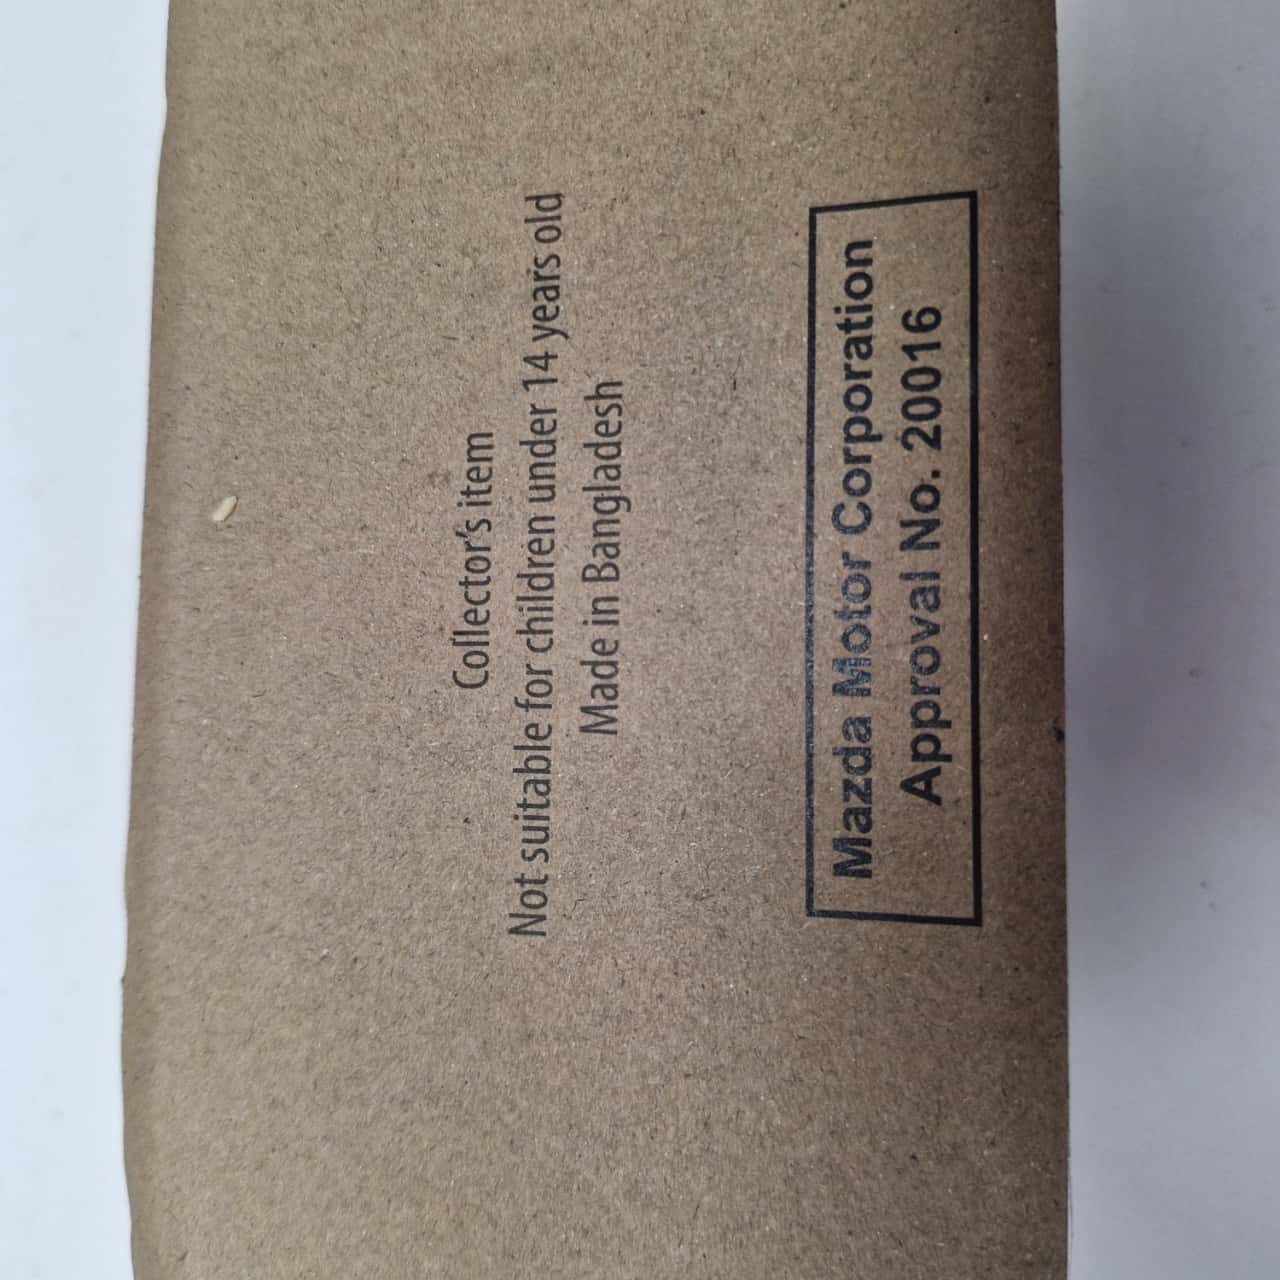 Collector's item
Not suitable for children under 14 years old
Made in Bangladesh
Mazda Motor Corporation
Approval No. 20016